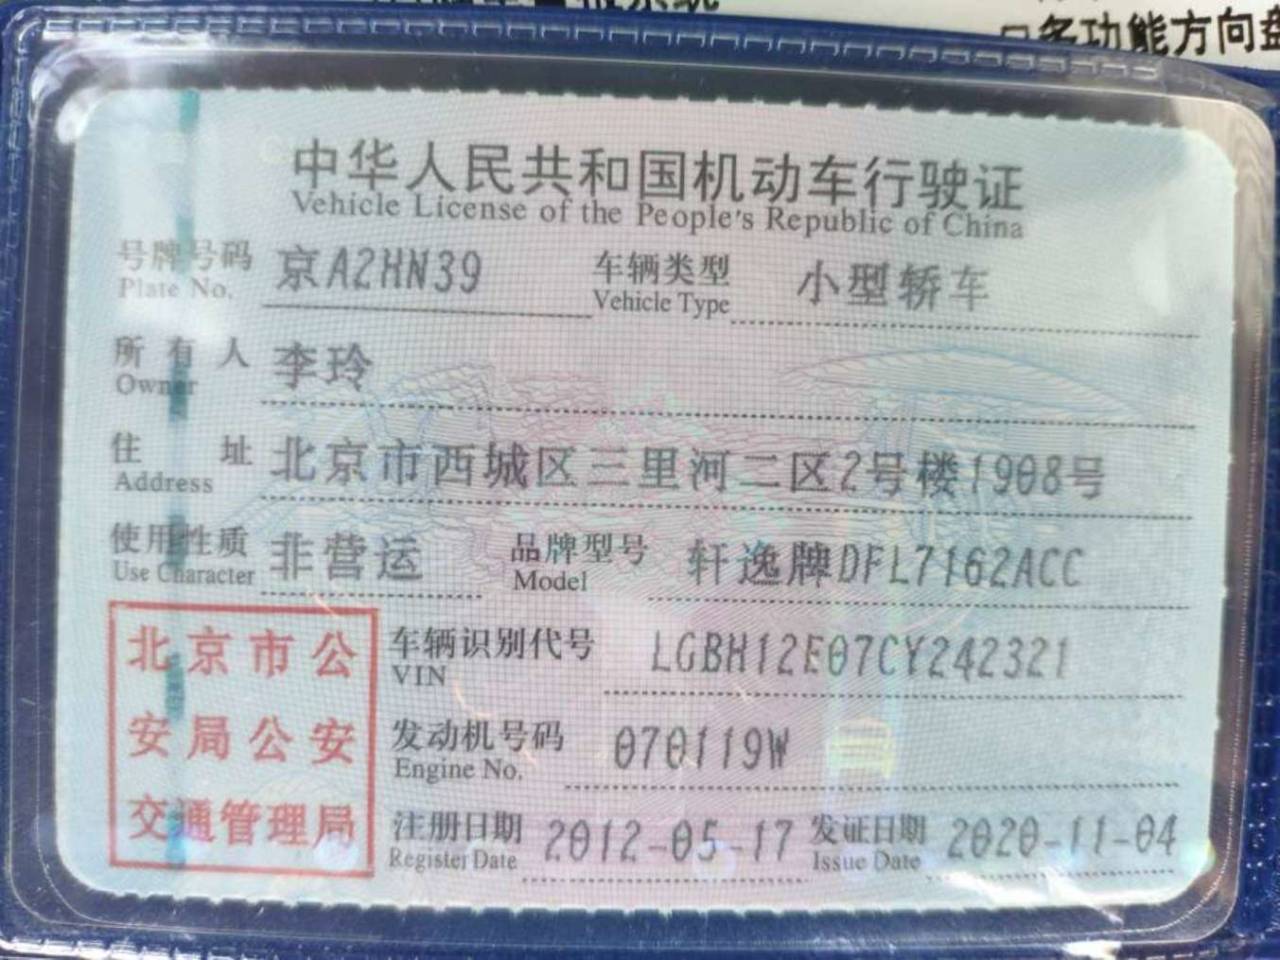 多功能方向盘
中华人民共和国机动车行驶证
Vehicle License of the People's Republic of China
号牌号码 京A2HN39 车辆类型 小型轿车
Plate No. Vehicle Type
所有人 李玲
Owner
住址 北京市西城区三里河二区2号楼1908号
Address
使用性质 非营运 品牌型号 轩逸牌DFL7162ACC
Use Character Model
北京市公
安局公安
交通管理局
车辆识别代号 LGBH12E07CY242321
VIN
发动机号码 070119W
Engine No.
注册日期 2012-05-17 发证日期 2020-11-04
Register Date Issue Date